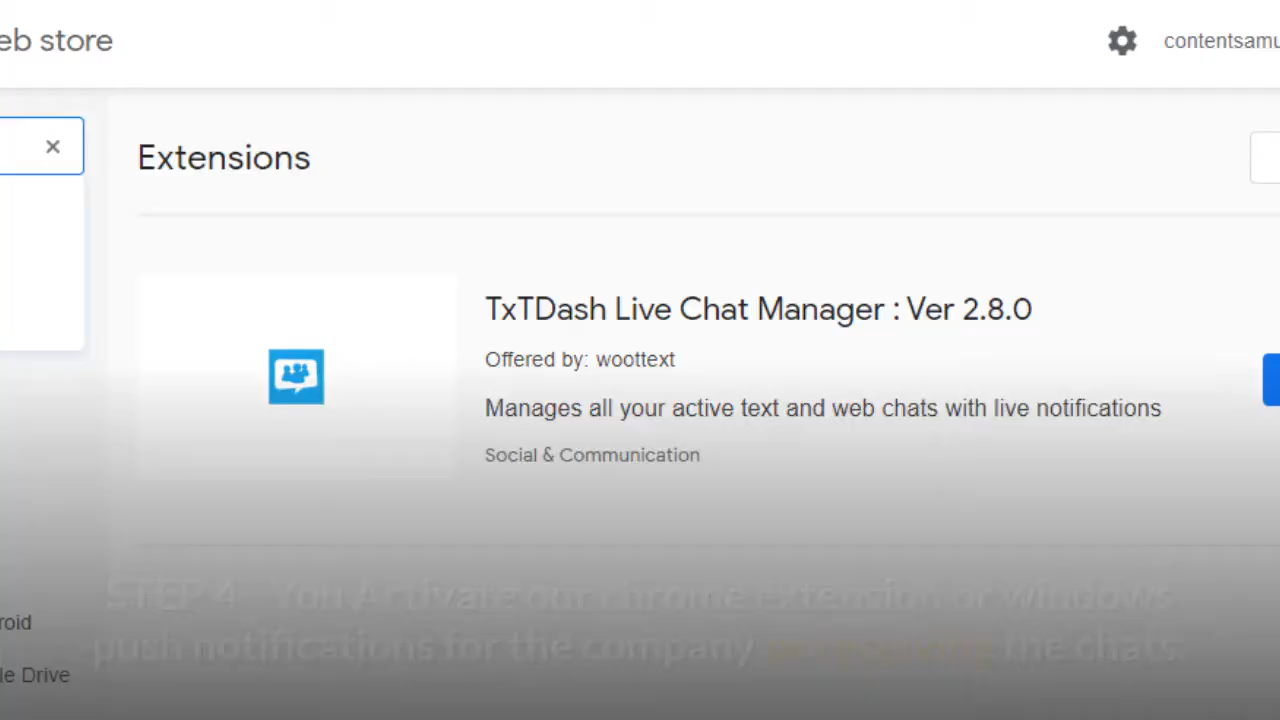 eb store
contentsamu
Extensions
TxTDash Live Chat Manager : Ver 2.8.0
Offered by: woottext
Manages all your active text and web chats with live notifications
Social & Communication
STEP 4 You Activate our chrome extension or windows
push notifications for the company the chats.
roid
le Drive